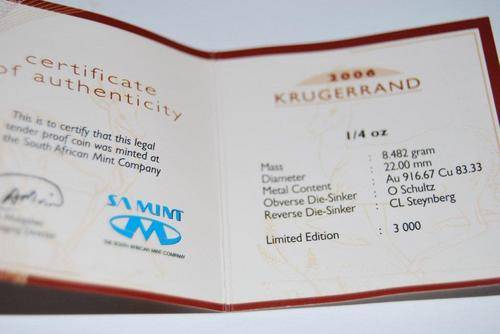 certificate
of authenticity
This is to certify that this legal
tender proof coin was minted at
the South African Mint Company
SA MINT
THE SOUTH AFRICAN MINT COMPANY
Director
2006
KRUGERRAND
1/4 oz
Mass : 8.482 gram
Diameter : 22.00 mm
Metal Content : Au 916.67 Cu 83.33
Obverse Die-Sinker : O Schultz
Reverse Die-Sinker : CL Steynberg
Limited Edition : 3 000